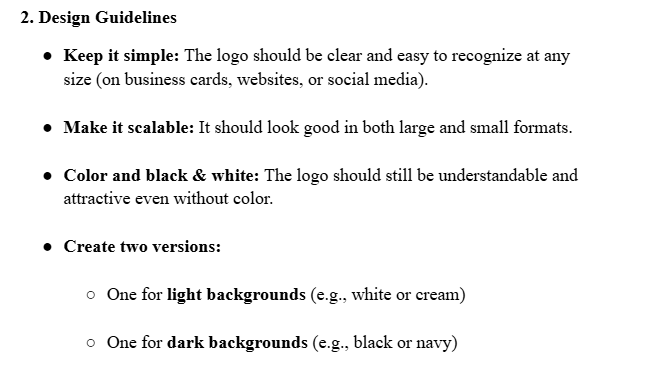 2. Design Guidelines
● Keep it simple: The logo should be clear and easy to recognize at any
size (on business cards, websites, or social media).
● Make it scalable: It should look good in both large and small formats.
● Color and black & white: The logo should still be understandable and
attractive even without color.
● Create two versions:
○ One for light backgrounds (e.g., white or cream)
○ One for dark backgrounds (e.g., black or navy)